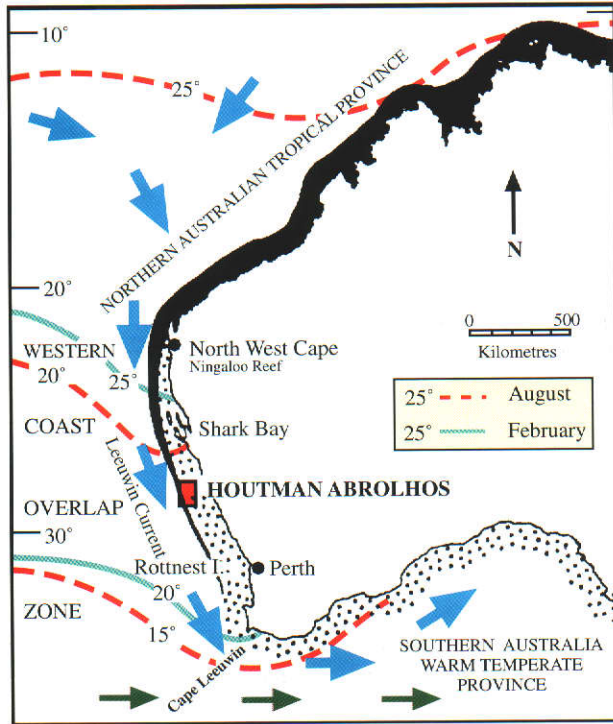 10°
25°
NORTHERN AUSTRALIAN TROPICAL PROVINCE
N
20°
0 500
Kilometres
WESTERN
North West Cape
Ningaloo Reef
20°
25°
25° August
25° February
COAST
Shark Bay
Leeuwin Current
HOUTMAN ABROLHOS
OVERLAP
30°
Rottnest I.
Perth
20°
ZONE
15°
Cape Leeuwin
SOUTHERN AUSTRALIA
WARM TEMPERATE
PROVINCE